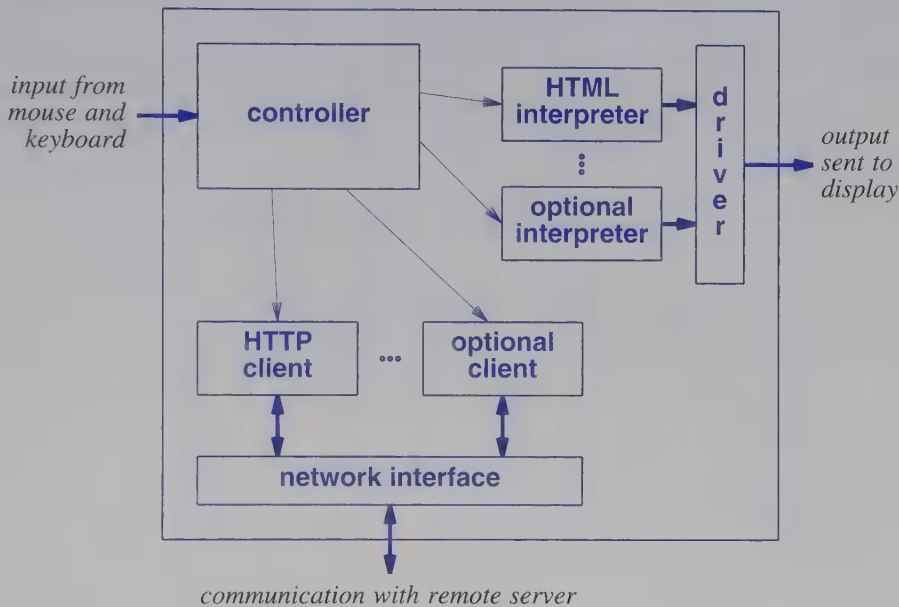 input from
mouse and
keyboard
controller
HTML
interpreter
optional
interpreter
driver
output
sent to
display
HTTP
client
optional
client
network interface
communication with remote server